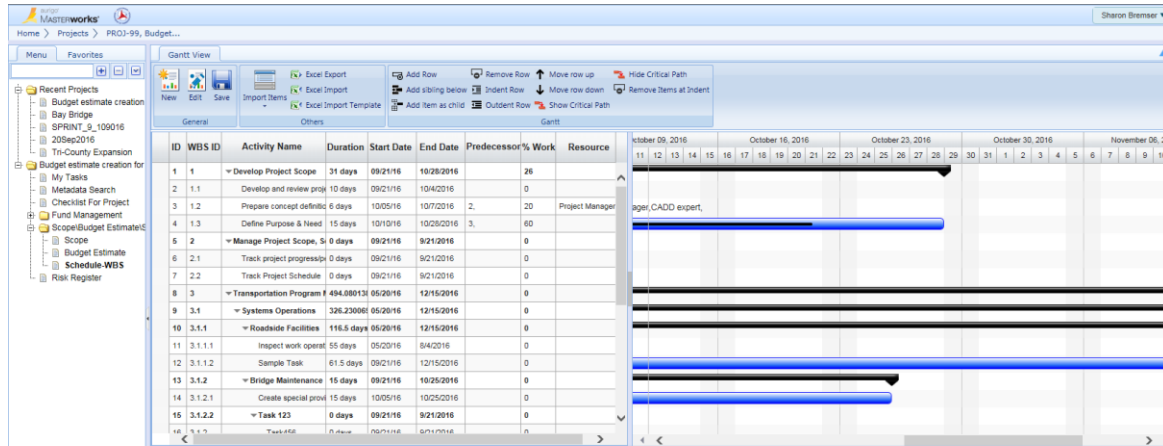 aurigo
MASTERWORKS
Sharon Bremser
Home > Projects > PROJ-99, Budget...
Menu Favorites
Recent Projects
Budget estimate creation
Bay Bridge
SPRINT_9_109016
20Sep2016
Tri-County Expansion
Budget estimate creation for
My Tasks
Metadata Search
Checklist For Project
Fund Management
Scope\Budget Estimate\S
Scope
Budget Estimate
Schedule-WBS
Risk Register
Gantt View
New Edit Save
General
Import Items
Excel Export
Excel Import
Excel Import Template
Others
Add Row Remove Row Move row up Hide Critical Path
Add sibling below Indent Row Move row down Remove Items at Indent
Add item as child Outdent Row Show Critical Path
Gantt
ID WBS ID Activity Name Duration Start Date End Date Predecessor % Work Resource
1 1 Develop Project Scope 31 days 09/21/16 10/28/2016 26
2 1.1 Develop and review proj 10 days 09/21/16 10/4/2016 0
3 1.2 Prepare concept definitic 6 days 10/05/16 10/7/2016 2, 20 Project Manager
4 1.3 Define Purpose & Need 15 days 10/10/16 10/28/2016 3, 60
5 2 Manage Project Scope, S 0 days 09/21/16 9/21/2016 0
6 2.1 Track project progress/p 0 days 09/21/16 9/21/2016 0
7 2.2 Track Project Schedule 0 days 09/21/16 9/21/2016 0
8 3 Transportation Program 494.08013 05/20/16 12/15/2016 0
9 3.1 Systems Operations 326.23006 05/20/16 12/15/2016 0
10 3.1.1 Roadside Facilities 116.5 days 05/20/16 12/15/2016 0
11 3.1.1.1 Inspect work operat 55 days 05/20/16 8/4/2016 0
12 3.1.1.2 Sample Task 61.5 days 09/21/16 12/15/2016 0
13 3.1.2 Bridge Maintenance 15 days 09/21/16 10/25/2016 0
14 3.1.2.1 Create special provi 15 days 10/05/16 10/25/2016 0
15 3.1.2.2 Task 123 0 days 09/21/16 9/21/2016 0
16 3.1.2 Task456 0 days 09/21/16 9/21/2016 0
ctober 09, 2016 October 16, 2016 October 23, 2016 October 30, 2016 November 06,
11 12 13 14 15 16 17 18 19 20 21 22 23 24 25 26 27 28 29 30 31 1 2 3 4 5 6 7 8 9
ager,CADD expert,